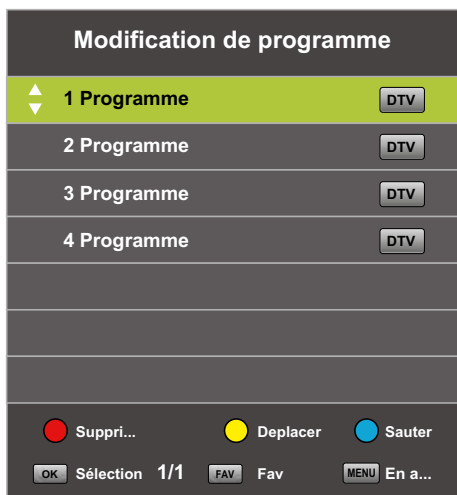 Modification de programme
1 Programme DTV
2 Programme DTV
3 Programme DTV
4 Programme DTV
Suppri... Deplacer Sauter
OK Sélection 1/1 FAV Fav MENU En a...